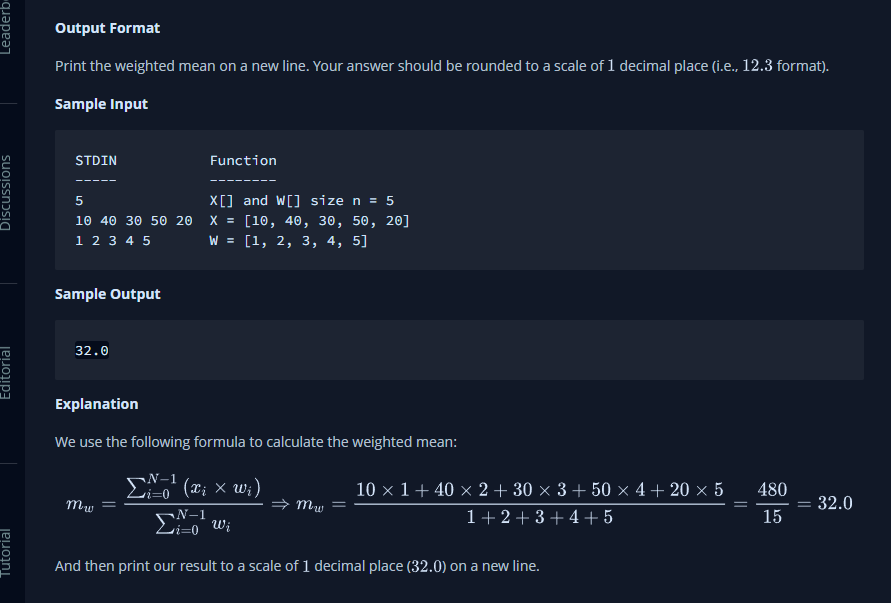 Leaderb
Discussions
Editorial
Tutorial
Output Format
Print the weighted mean on a new line. Your answer should be rounded to a scale of 1 decimal place (i.e., 12.3 format).
Sample Input
STDIN Function
----- --------
5 X[] and W[] size n = 5
10 40 30 50 20 X = [10, 40, 30, 50, 20]
1 2 3 4 5 W = [1, 2, 3, 4, 5]
Sample Output
32.0
Explanation
We use the following formula to calculate the weighted mean:
m_w = \frac{\sum_{i=0}^{N-1} (x_i \times w_i)}{\sum_{i=0}^{N-1} w_i} ⇒ m_w = \frac{10 \times 1 + 40 \times 2 + 30 \times 3 + 50 \times 4 + 20 \times 5}{1 + 2 + 3 + 4 + 5} = \frac{480}{15} = 32.0
And then print our result to a scale of 1 decimal place (32.0) on a new line.